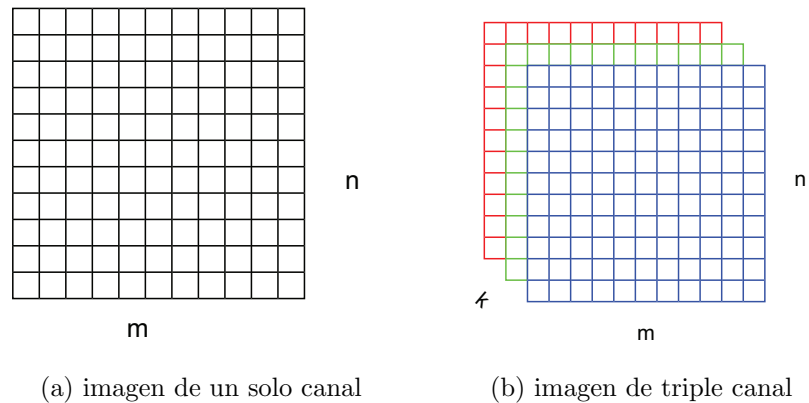 n
m
(a) imagen de un solo canal
n
k
m
(b) imagen de triple canal